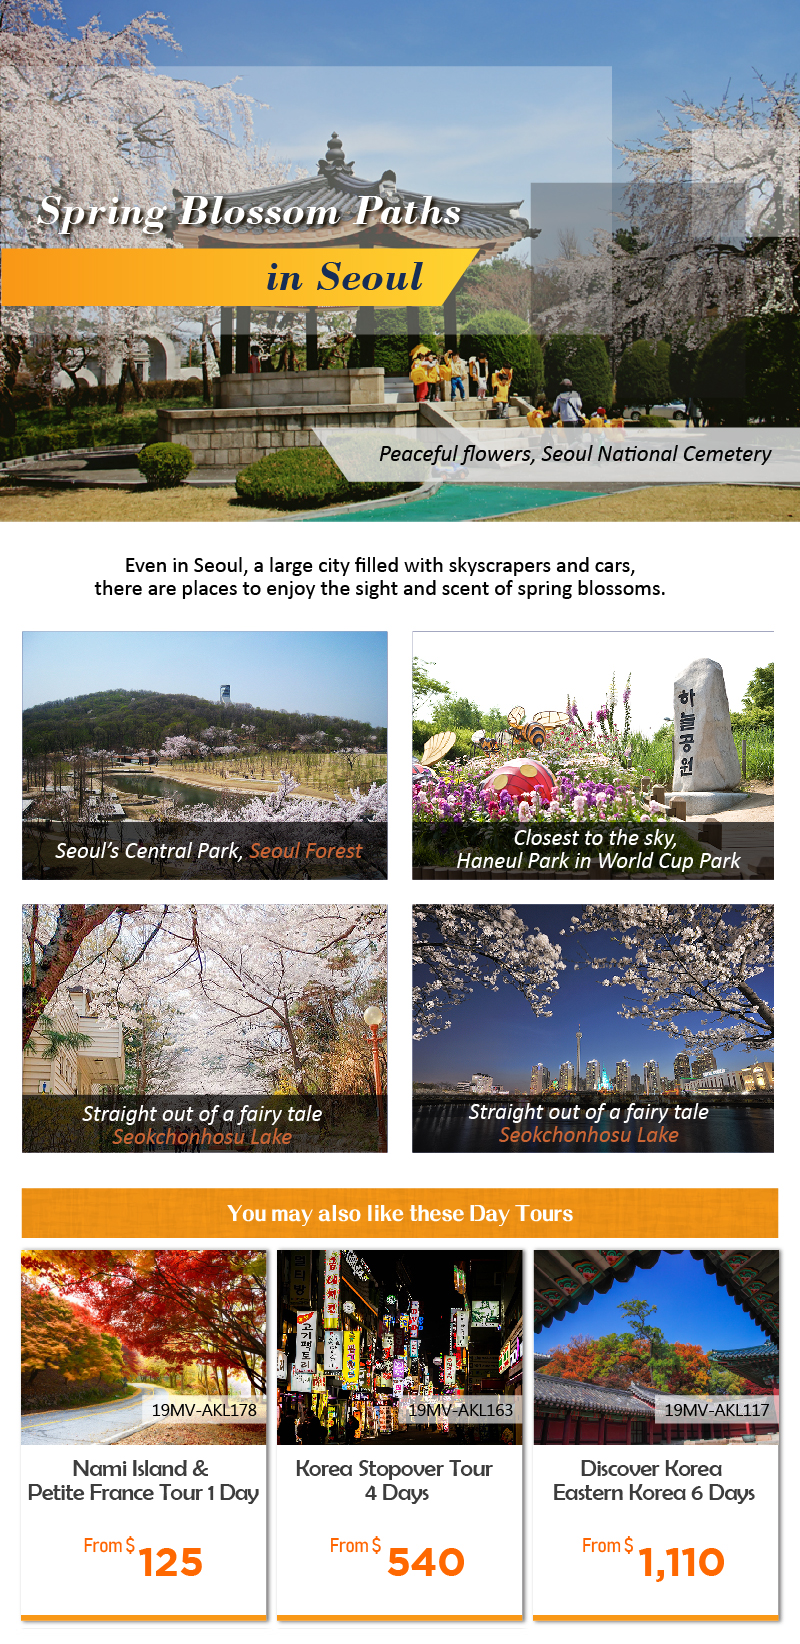 Spring Blossom Paths
in Seoul
Peaceful flowers, Seoul National Cemetery
Even in Seoul, a large city filled with skyscrapers and cars,
there are places to enjoy the sight and scent of spring blossoms.
Seoul's Central Park, Seoul Forest
하늘공원
Closest to the sky,
Haneul Park in World Cup Park
Straight out of a fairy tale
Seokchonhosu Lake
Straight out of a fairy tale
Seokchonhosu Lake
You may also like these Day Tours
19MV-AKL178
19MV-AKL163
19MV-AKL117
Nami Island &
Petite France Tour 1 Day
From $ 125
Korea Stopover Tour
4 Days
From $ 540
Discover Korea
Eastern Korea 6 Days
From $ 1,110